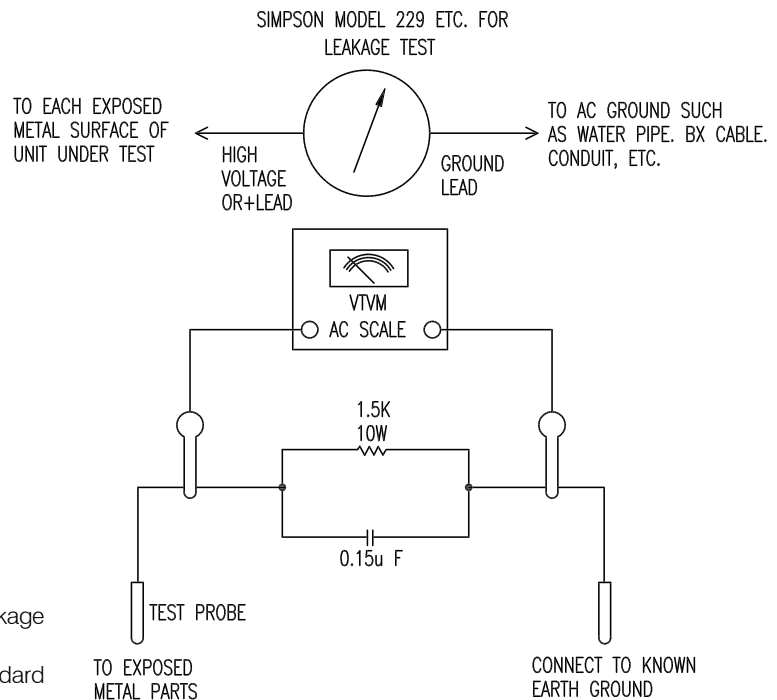 SIMPSON MODEL 229 ETC. FOR
LEAKAGE TEST
TO EACH EXPOSED
METAL SURFACE OF
UNIT UNDER TEST
HIGH
VOLTAGE
OR+LEAD
GROUND
LEAD
TO AC GROUND SUCH
AS WATER PIPE. BX CABLE.
CONDUIT, ETC.
VTVM
AC SCALE
1.5K
10W
0.15u F
TEST PROBE
TO EXPOSED
METAL PARTS
CONNECT TO KNOWN
EARTH GROUND
kage
dard